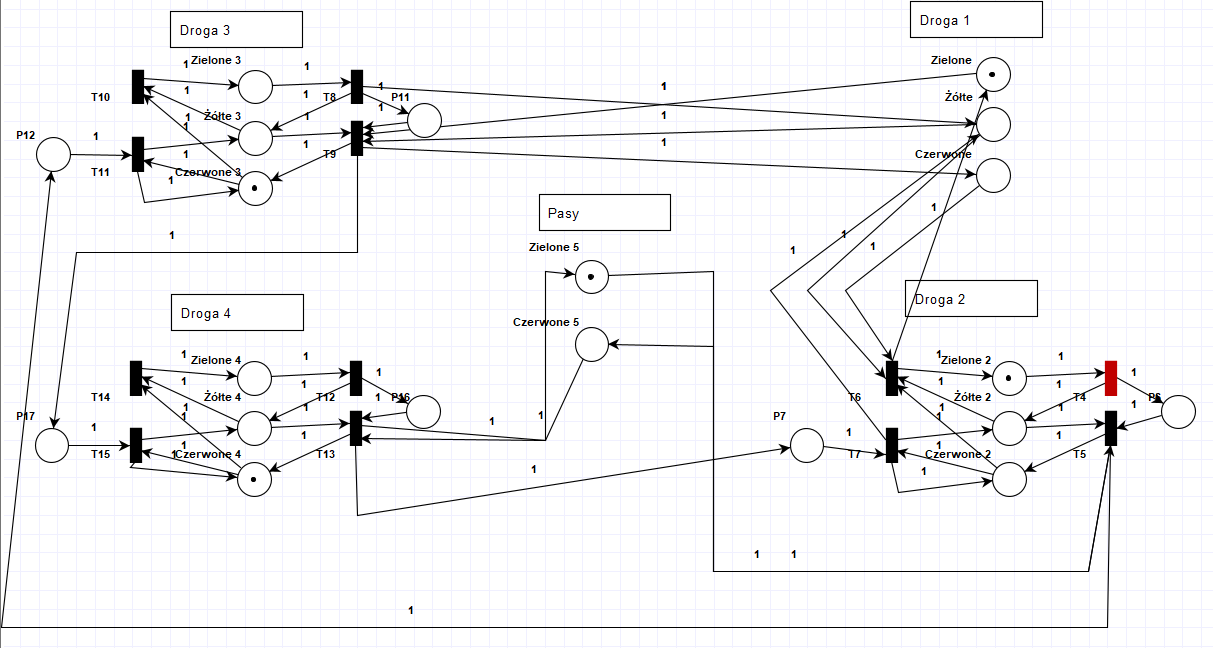 Droga 3
Droga 1
Zielone 3
Zielone
1
1
T10
1
1
T8
1
P11
1
Żółte
Żółte 3
1
1
1
1
1
P12
1
T11
1
1
T9
1
Czerwone
Czerwone 3
1
1
1
1
1
1
Pasy
Zielone 5
Droga 4
Droga 2
Czerwone 5
Zielone 4
1
1
1
1
Zielone 2
1
1
T14
1
Żółte 4
1
T12
1
P16
T6
1
Żółte 2
1
T4
1
P6
P17
1
1
1
1
1
P7
1
1
T15
1
1
Czerwone 4
1
T13
T7
1
Czerwone 2
T5
1
1
1
1
1